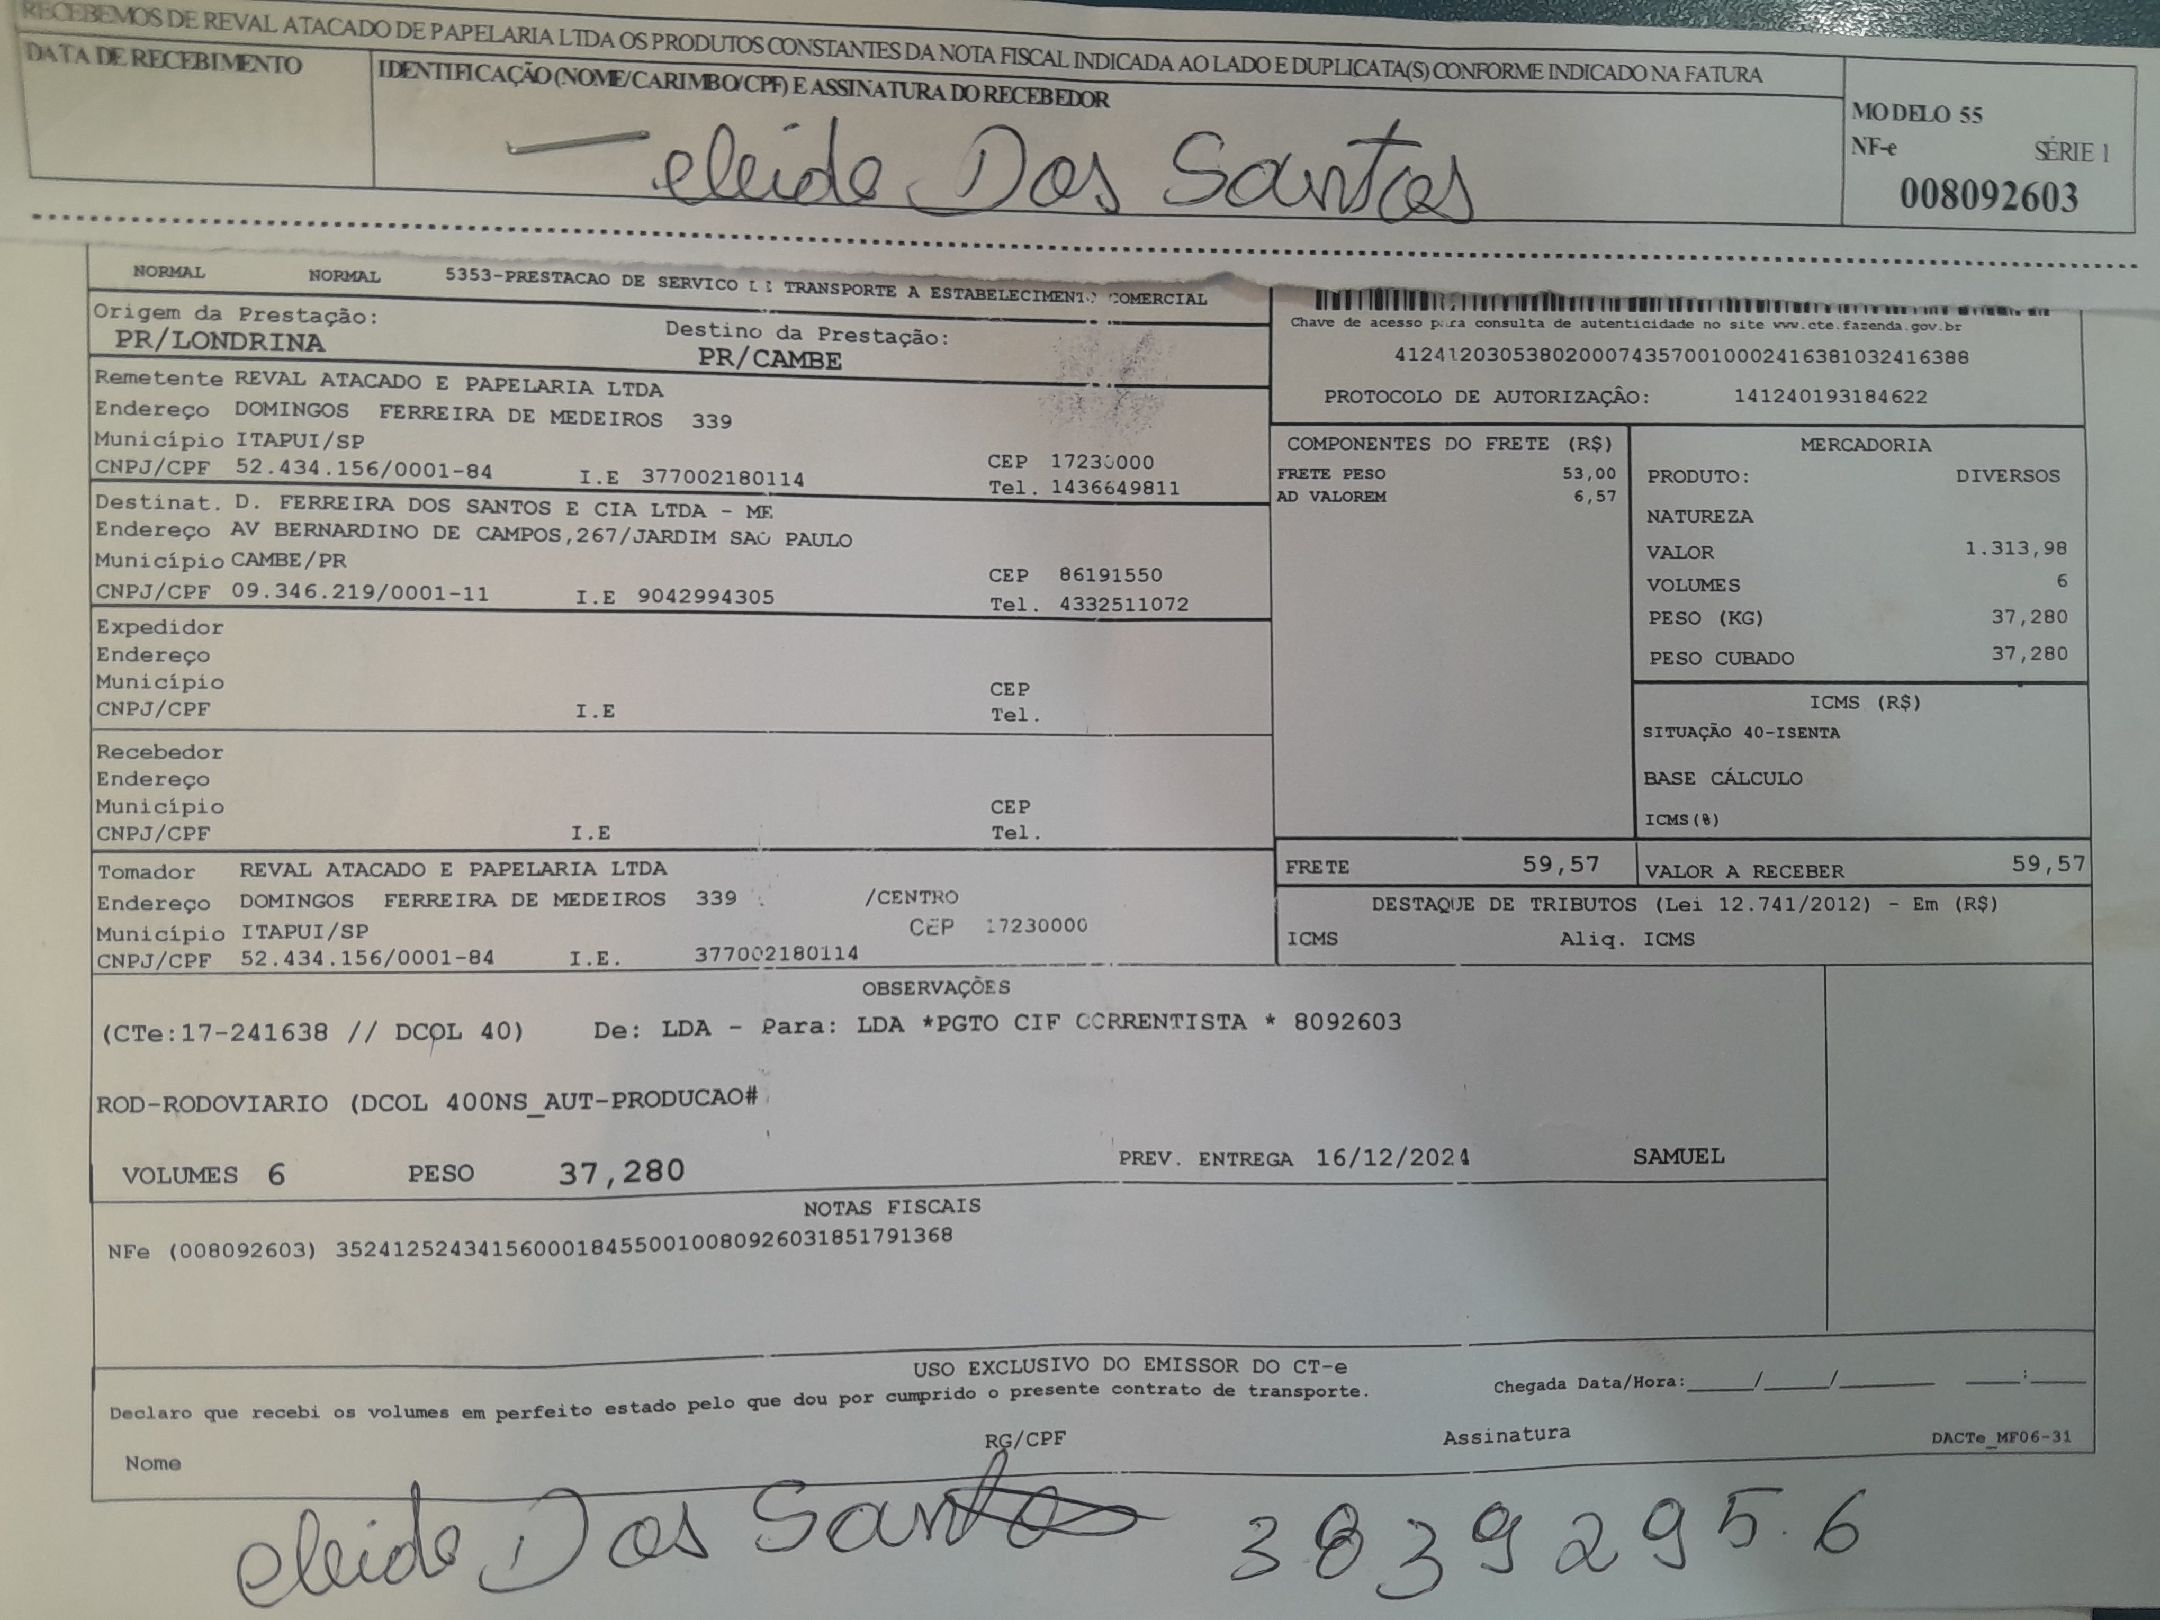 RECEBEMOS DE REVAL ATACADO DE PAPELARIA LTDA OS PRODUTOS CONSTANTES DA NOTA FISCAL INDICADA AO LADO E DUPLICATA(S) CONFORME INDICADO NA FATURA
DATA DE RECEBIMENTO
IDENTIFICAÇÃO (NOME/CARIMBO/CPF) E ASSINATURA DO RECEBEDOR
eleide Dos Santos
MODELO 55
NF-e SÉRIE 1
008092603
NORMAL NORMAL 5353-PRESTACAO DE SERVICO DE TRANSPORTE A ESTABELECIMENTO COMERCIAL
Origem da Prestação:
PR/LONDRINA
Destino da Prestação:
PR/CAMBE
Chave de acesso para consulta de autenticidade no site www.cte.fazenda.gov.br
41241203053802000743570010002416381032416388
PROTOCOLO DE AUTORIZAÇÃO: 141240193184622
Remetente REVAL ATACADO E PAPELARIA LTDA
Endereço DOMINGOS FERREIRA DE MEDEIROS 339
Município ITAPUI/SP CEP 17230000
CNPJ/CPF 52.434.156/0001-84 I.E 377002180114 Tel. 1436649811
Destinat. D. FERREIRA DOS SANTOS E CIA LTDA - ME
Endereço AV BERNARDINO DE CAMPOS,267/JARDIM SAO PAULO
Município CAMBE/PR CEP 86191550
CNPJ/CPF 09.346.219/0001-11 I.E 9042994305 Tel. 4332511072
Expedidor
Endereço
Município CEP
CNPJ/CPF I.E Tel.
Recebedor
Endereço
Município CEP
CNPJ/CPF I.E Tel.
Tomador REVAL ATACADO E PAPELARIA LTDA
Endereço DOMINGOS FERREIRA DE MEDEIROS 339 /CENTRO
Município ITAPUI/SP CEP 17230000
CNPJ/CPF 52.434.156/0001-84 I.E. 377002180114
COMPONENTES DO FRETE (R$)
FRETE PESO 53,00
AD VALOREM 6,57
MERCADORIA
PRODUTO: DIVERSOS
NATUREZA
VALOR 1.313,98
VOLUMES 6
PESO (KG) 37,280
PESO CUBADO 37,280
ICMS (R$)
SITUAÇÃO 40-ISENTA
BASE CÁLCULO
ICMS(%)
FRETE 59,57 VALOR A RECEBER 59,57
DESTAQUE DE TRIBUTOS (Lei 12.741/2012) - Em (R$)
ICMS Aliq. ICMS
OBSERVAÇÕES
(CTe:17-241638 // DCOL 40) De: LDA - Para: LDA *PGTO CIF CORRENTISTA * 8092603
ROD-RODOVIARIO (DCOL 400NS_AUT-PRODUCAO#
VOLUMES 6 PESO 37,280 PREV. ENTREGA 16/12/2024 SAMUEL
NOTAS FISCAIS
NFe (008092603) 35241252434156000184550010080926031851791368
USO EXCLUSIVO DO EMISSOR DO CT-e
Declaro que recebi os volumes em perfeito estado pelo que dou por cumprido o presente contrato de transporte. Chegada Data/Hora:_____/_____/________ ____:_____
Nome RG/CPF Assinatura DACTe_MF06-31
eleide Dos Santos 3839295.6